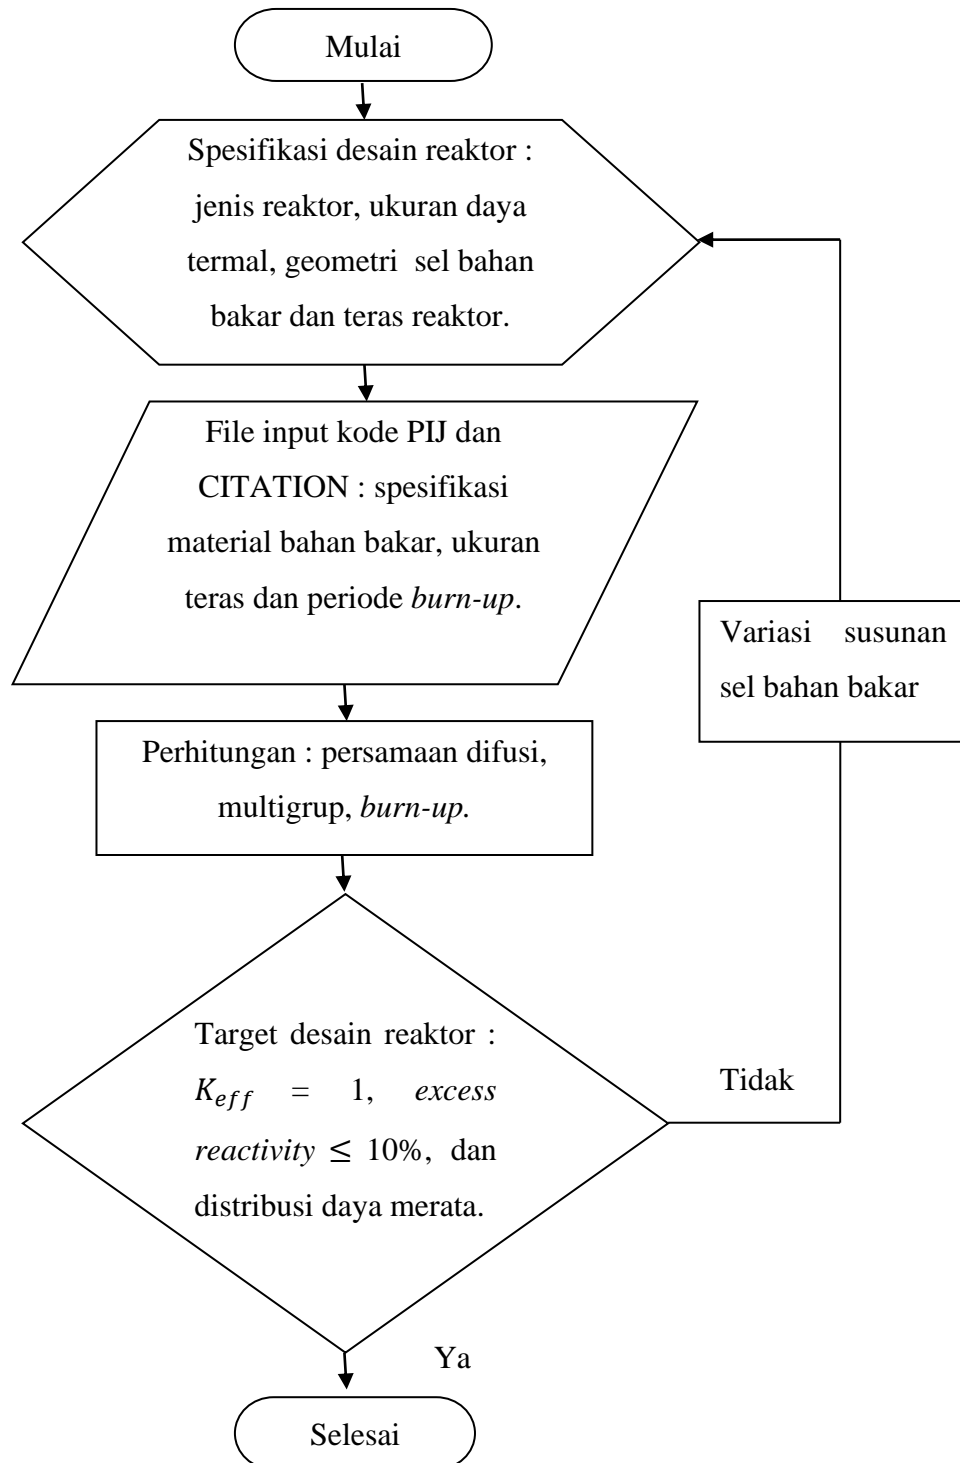 Mulai
Spesifikasi desain reaktor :
jenis reaktor, ukuran daya
termal, geometri sel bahan
bakar dan teras reaktor.
File input kode PIJ dan
CITATION : spesifikasi
material bahan bakar, ukuran
teras dan periode burn-up.
Variasi susunan
sel bahan bakar
Perhitungan : persamaan difusi,
multigrup, burn-up.
Target desain reaktor :
K_{eff} = 1, excess
reactivity ≤ 10%, dan
distribusi daya merata.
Tidak
Ya
Selesai